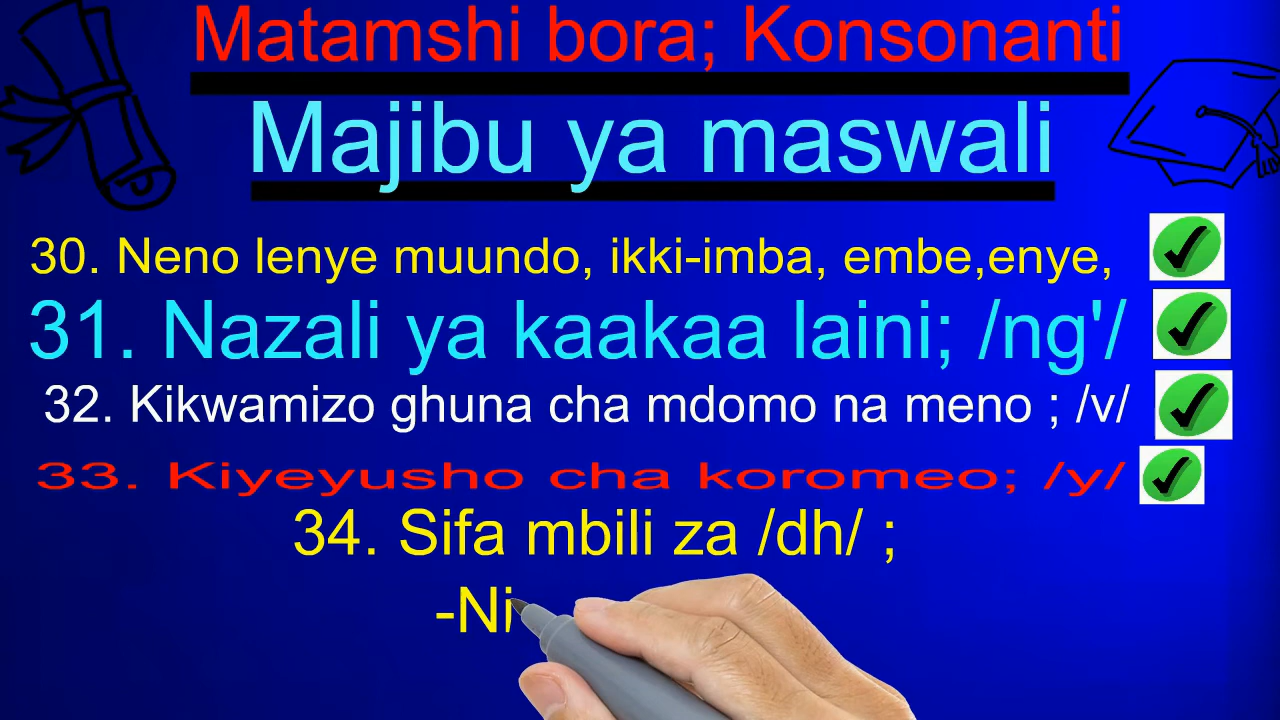 Matamshi bora; Konsonanti
Majibu ya maswali
30. Neno lenye muundo, ikki-imba, embe,enye,
31. Nazali ya kaakaa laini; /ng'/
32. Kikwamizo ghuna cha mdomo na meno ; /v/
33. Kiyeyusho cha koromeo; /y/
34. Sifa mbili za /dh/ ;
-Ni